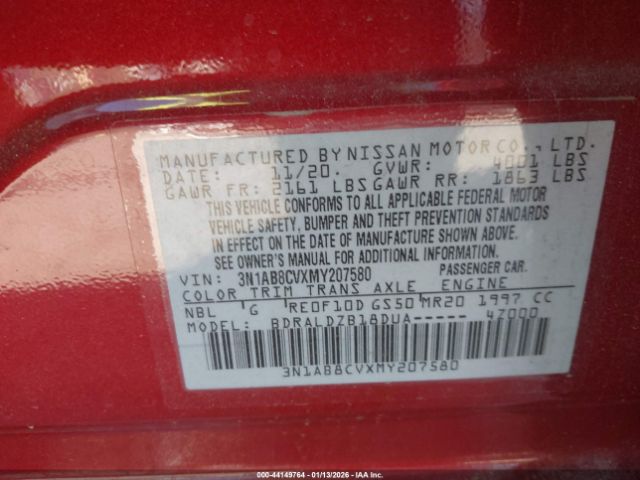 MANUFACTURED BY NISSAN MOTOR CO., LTD.
DATE: 11/20. GVWR: 4001 LBS
GAWR FR: 2161 LBS GAWR RR: 1863 LBS
THIS VEHICLE CONFORMS TO ALL APPLICABLE FEDERAL MOTOR
VEHICLE SAFETY, BUMPER AND THEFT PREVENTION STANDARDS
IN EFFECT ON THE DATE OF MANUFACTURE SHOWN ABOVE.
SEE OWNER'S MANUAL FOR ADDITIONAL INFORMATION.
VIN: 3N1AB8CVXMY207580 PASSENGER CAR.
COLOR TRIM TRANS AXLE ENGINE
NBL G RE0F10D GS50 MR20 1997 CC
MODEL: BDRALDZB18DUA----- 4Z000
3N1AB8CVXMY207580
000-44149764 | 01/13/2026 | IAA Inc.